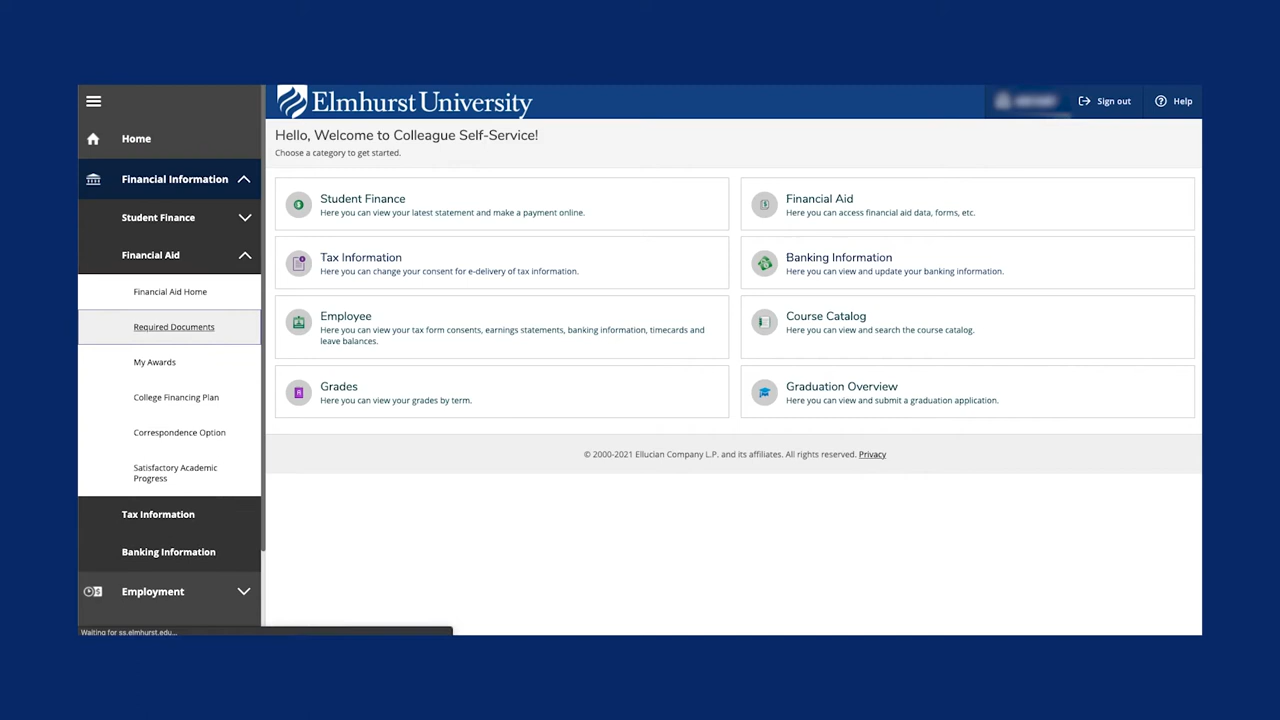 Elmhurst University
Sign out
Help
Home
Financial Information
Student Finance
Financial Aid
Financial Aid Home
Required Documents
My Awards
College Financing Plan
Correspondence Option
Satisfactory Academic
Progress
Tax Information
Banking Information
Employment
Waiting for ss.elmhurst.edu...
Hello, Welcome to Colleague Self-Service!
Choose a category to get started.
Student Finance
Here you can view your latest statement and make a payment online.
Financial Aid
Here you can access financial aid data, forms, etc.
Tax Information
Here you can change your consent for e-delivery of tax information.
Banking Information
Here you can view and update your banking information.
Employee
Here you can view your tax form consents, earnings statements, banking information, timecards and
leave balances.
Course Catalog
Here you can view and search the course catalog.
Grades
Here you can view your grades by term.
Graduation Overview
Here you can view and submit a graduation application.
© 2000-2021 Ellucian Company L.P. and its affiliates. All rights reserved. Privacy